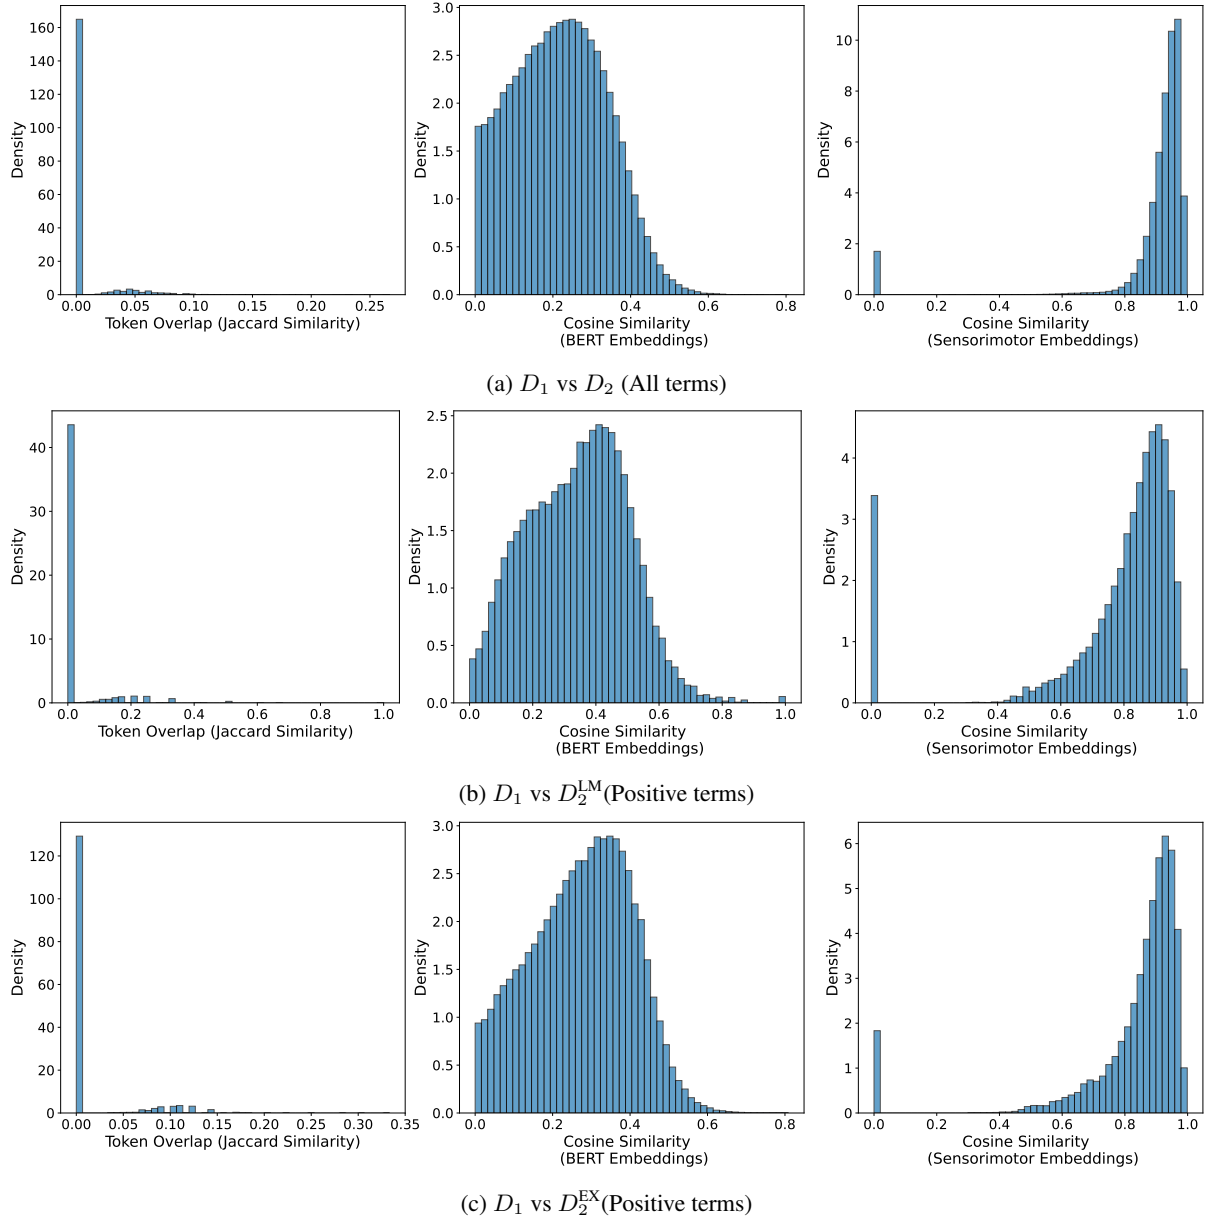 160
140
120
100
80
60
40
20
0
Density
0.00 0.05 0.10 0.15 0.20 0.25
Token Overlap (Jaccard Similarity)
3.0
2.5
2.0
1.5
1.0
0.5
0.0
Density
0.0 0.2 0.4 0.6 0.8
Cosine Similarity
(BERT Embeddings)
10
8
6
4
2
0
Density
0.0 0.2 0.4 0.6 0.8 1.0
Cosine Similarity
(Sensorimotor Embeddings)
(a) D₁ vs D₂ (All terms)
40
30
20
10
0
Density
0.0 0.2 0.4 0.6 0.8 1.0
Token Overlap (Jaccard Similarity)
2.5
2.0
1.5
1.0
0.5
0.0
Density
0.0 0.2 0.4 0.6 0.8 1.0
Cosine Similarity
(BERT Embeddings)
4
3
2
1
0
Density
0.0 0.2 0.4 0.6 0.8 1.0
Cosine Similarity
(Sensorimotor Embeddings)
(b) D₁ vs D₂^LM(Positive terms)
120
100
80
60
40
20
0
Density
0.00 0.05 0.10 0.15 0.20 0.25 0.30 0.35
Token Overlap (Jaccard Similarity)
3.0
2.5
2.0
1.5
1.0
0.5
0.0
Density
0.0 0.2 0.4 0.6 0.8
Cosine Similarity
(BERT Embeddings)
6
5
4
3
2
1
0
Density
0.0 0.2 0.4 0.6 0.8 1.0
Cosine Similarity
(Sensorimotor Embeddings)
(c) D₁ vs D₂^EX(Positive terms)